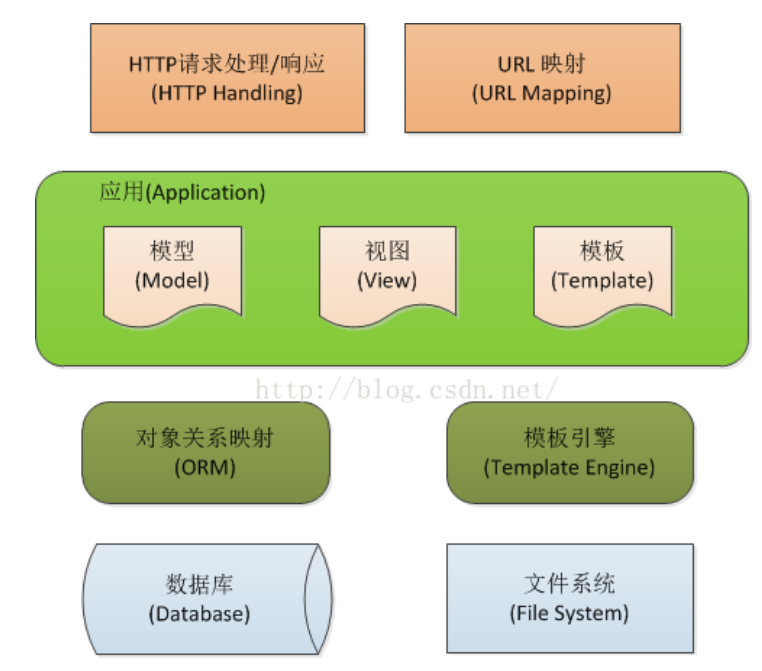 HTTP请求处理/响应
(HTTP Handling)
URL 映射
(URL Mapping)
应用(Application)
模型
(Model)
视图
(View)
模板
(Template)
http://blog.csdn.net/
对象关系映射
(ORM)
模板引擎
(Template Engine)
数据库
(Database)
文件系统
(File System)